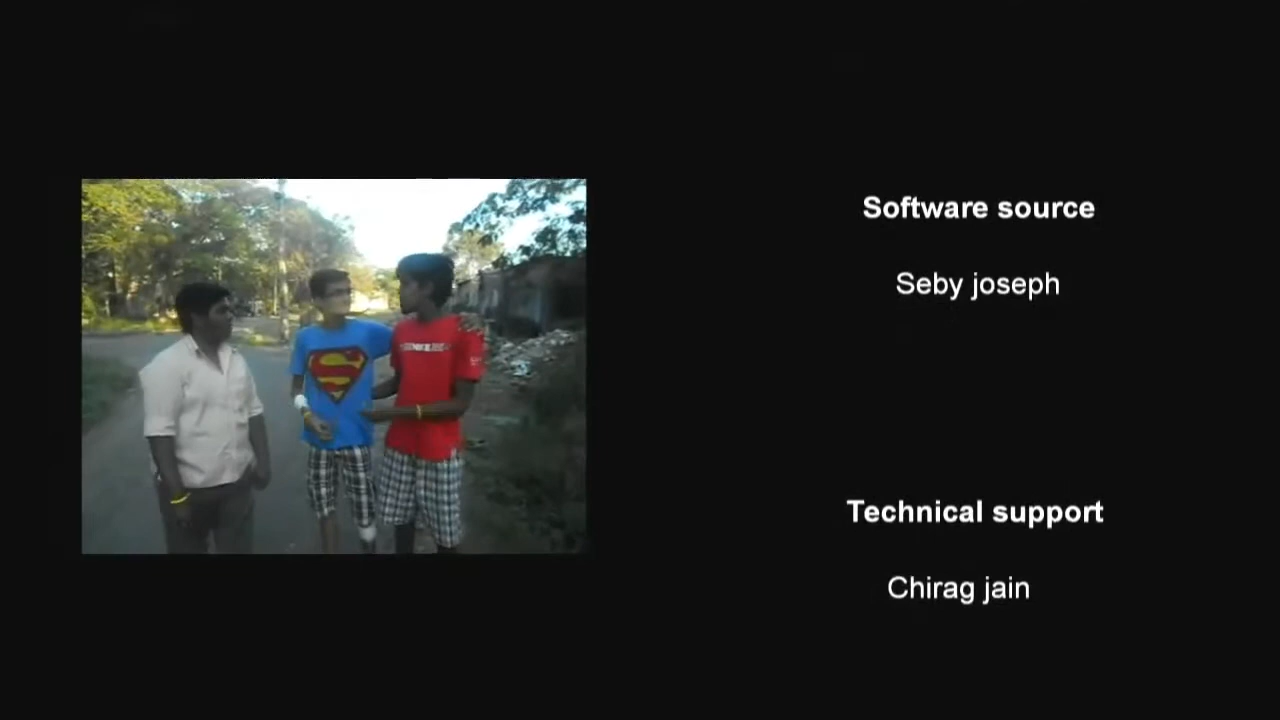 Software source
Seby joseph
Technical support
Chirag jain